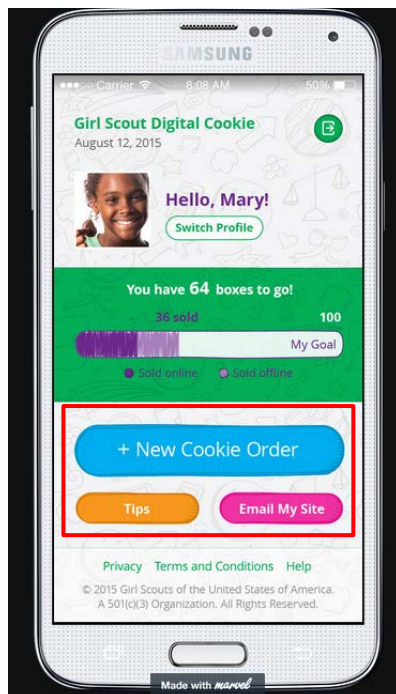 SAMSUNG
Carrier 8:08 AM 50%
Girl Scout Digital Cookie
August 12, 2015
Hello, Mary!
Switch Profile
You have 64 boxes to go!
36 sold 100
My Goal
Sold online Sold offline
+ New Cookie Order
Tips Email My Site
Privacy Terms and Conditions Help
© 2015 Girl Scouts of the United States of America.
A 501(c)(3) Organization. All Rights Reserved.
Made with marvel